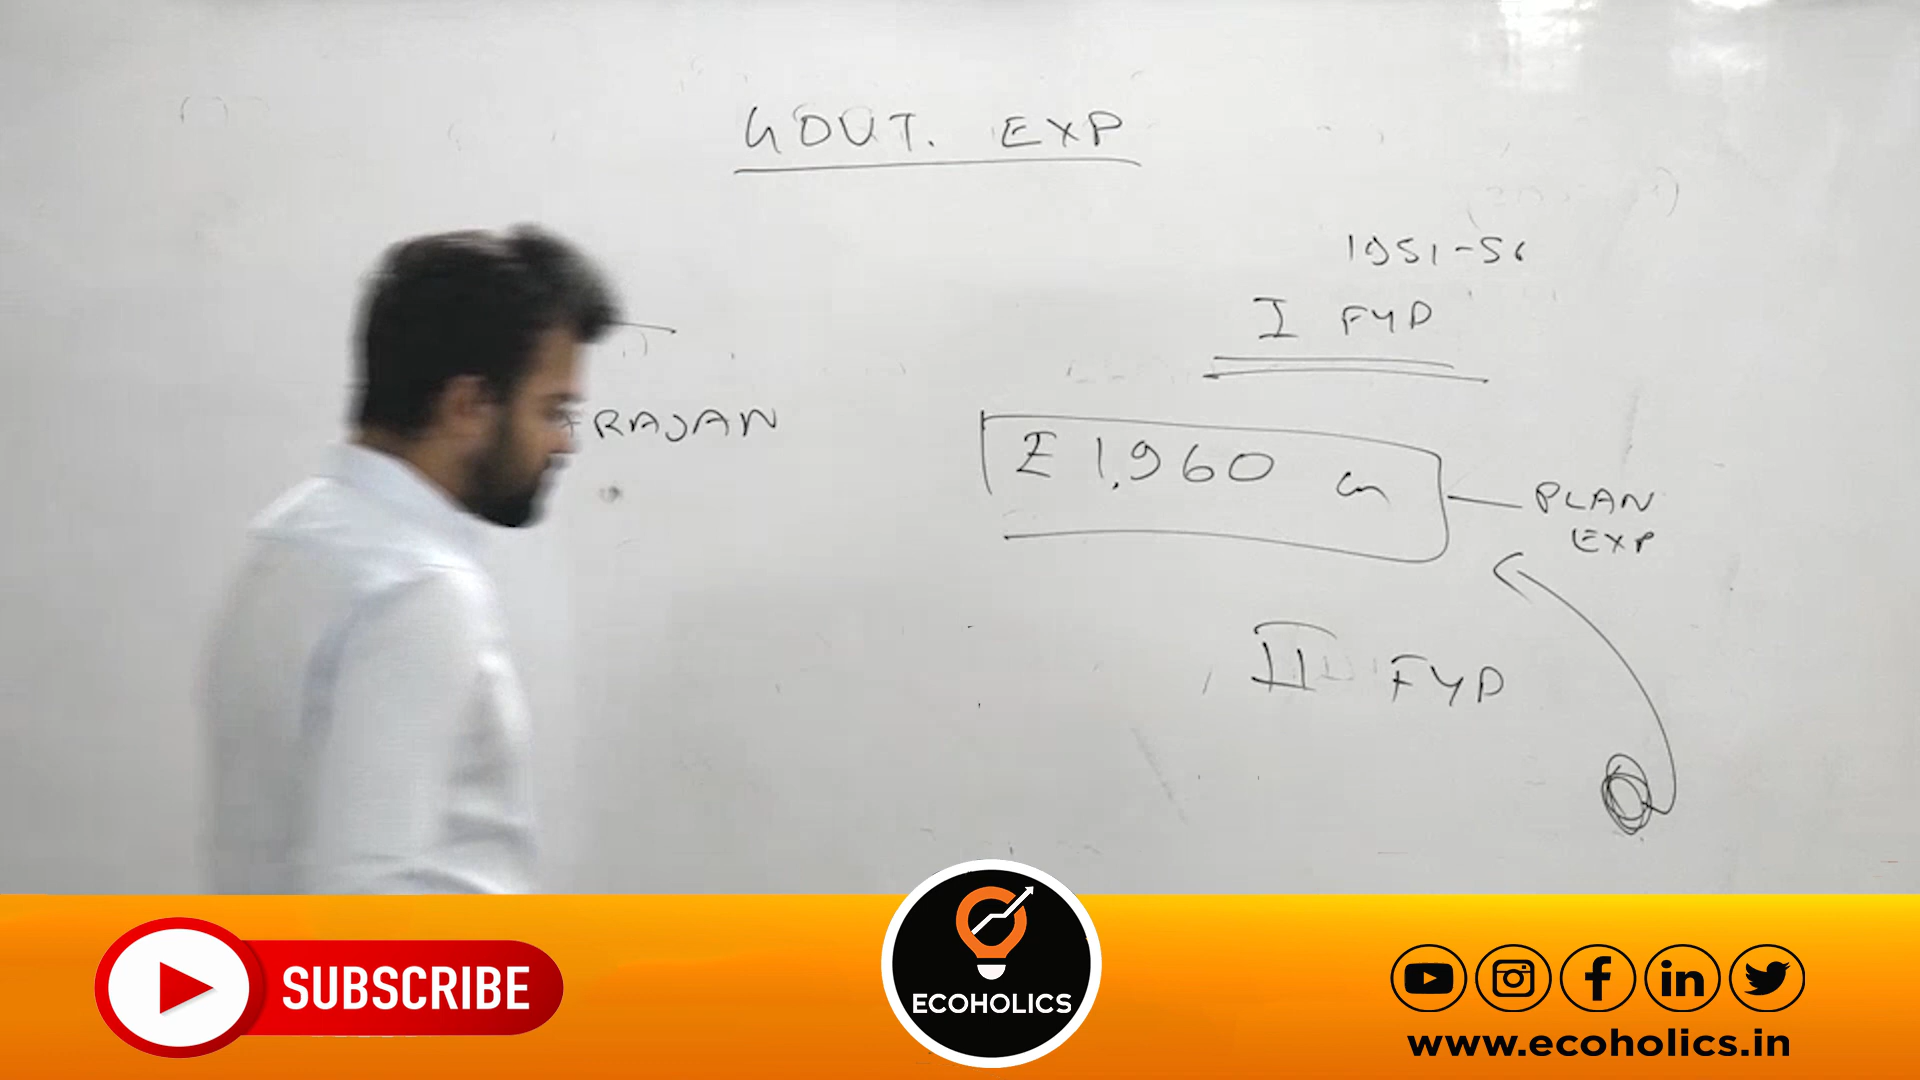 GOVT. EXP
1951-56
I FYP
RAJAN
₹ 1,960 cr
PLAN
EXP
II FYP
SUBSCRIBE
ECOHOLICS
www.ecoholics.in